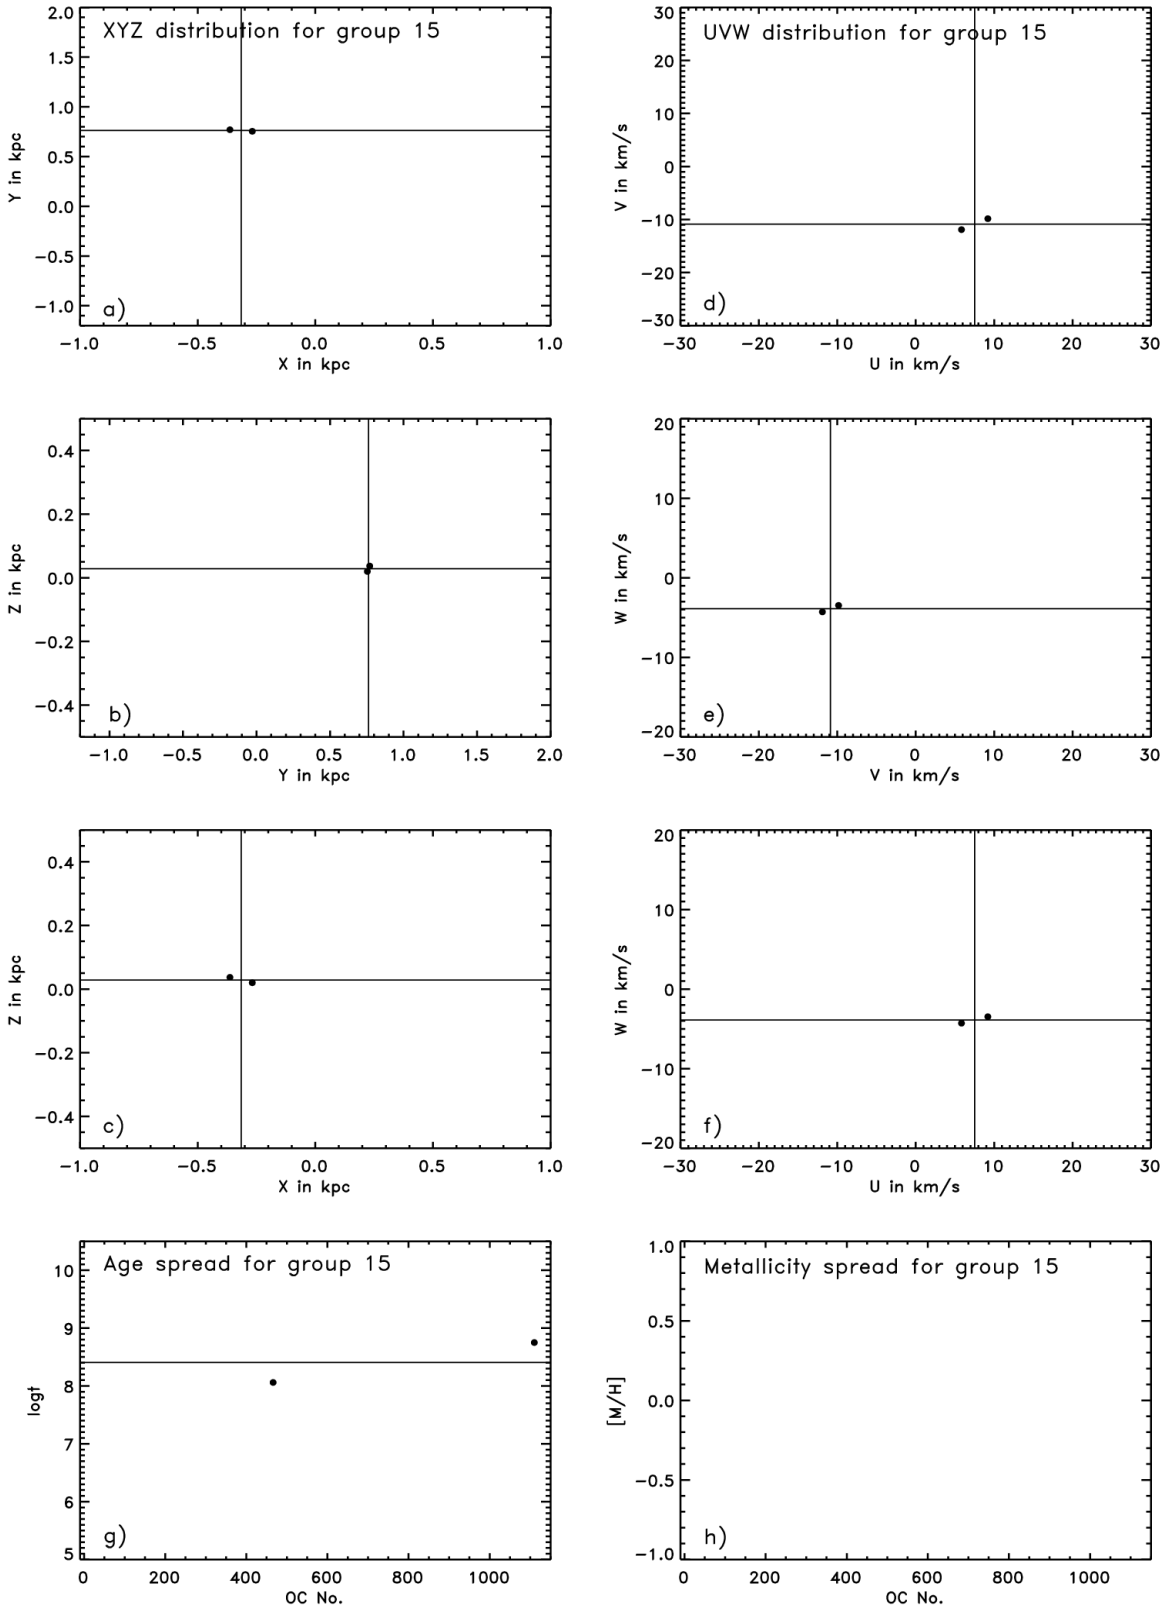 XYZ distribution for group 15
2.0
1.0
0.5
0.0
−0.5
−1.0
Y in kpc
a)
−1.0 −0.5 0.0 0.5 1.0
X in kpc
UVW distribution for group 15
30
20
10
0
−10
−20
−30
V in km/s
d)
−30 −20 −10 0 10 20 30
U in km/s
0.4
0.2
0.0
−0.2
−0.4
Z in kpc
b)
−1.0 −0.5 0.0 0.5 1.0 1.5 2.0
Y in kpc
20
10
0
−10
−20
W in km/s
e)
−30 −20 −10 0 10 20 30
V in km/s
0.4
0.2
0.0
−0.2
−0.4
Z in kpc
c)
−1.0 −0.5 0.0 0.5 1.0
X in kpc
20
10
0
−10
−20
W in km/s
f)
−30 −20 −10 0 10 20 30
U in km/s
Age spread for group 15
10
9
8
7
6
5
logt
g)
0 200 400 600 800 1000
OC No.
Metallicity spread for group 15
1.0
0.5
0.0
−0.5
−1.0
[M/H]
h)
0 200 400 600 800 1000
OC No.